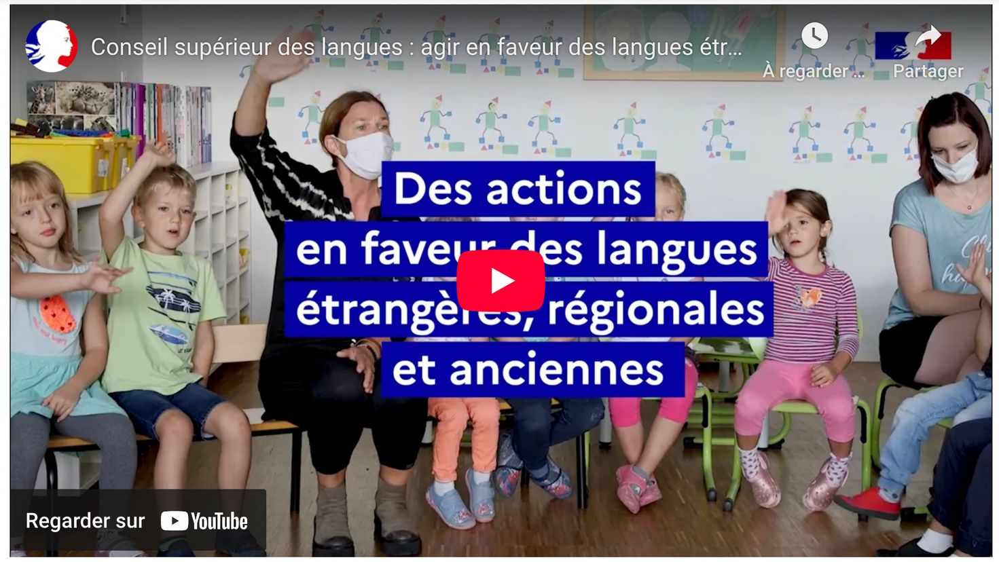 Conseil supérieur des langues : agir en faveur des langues étr...
À regarder ...
Partager
Des actions
en faveur des langues
étrangères, régionales
et anciennes
Regarder sur YouTube